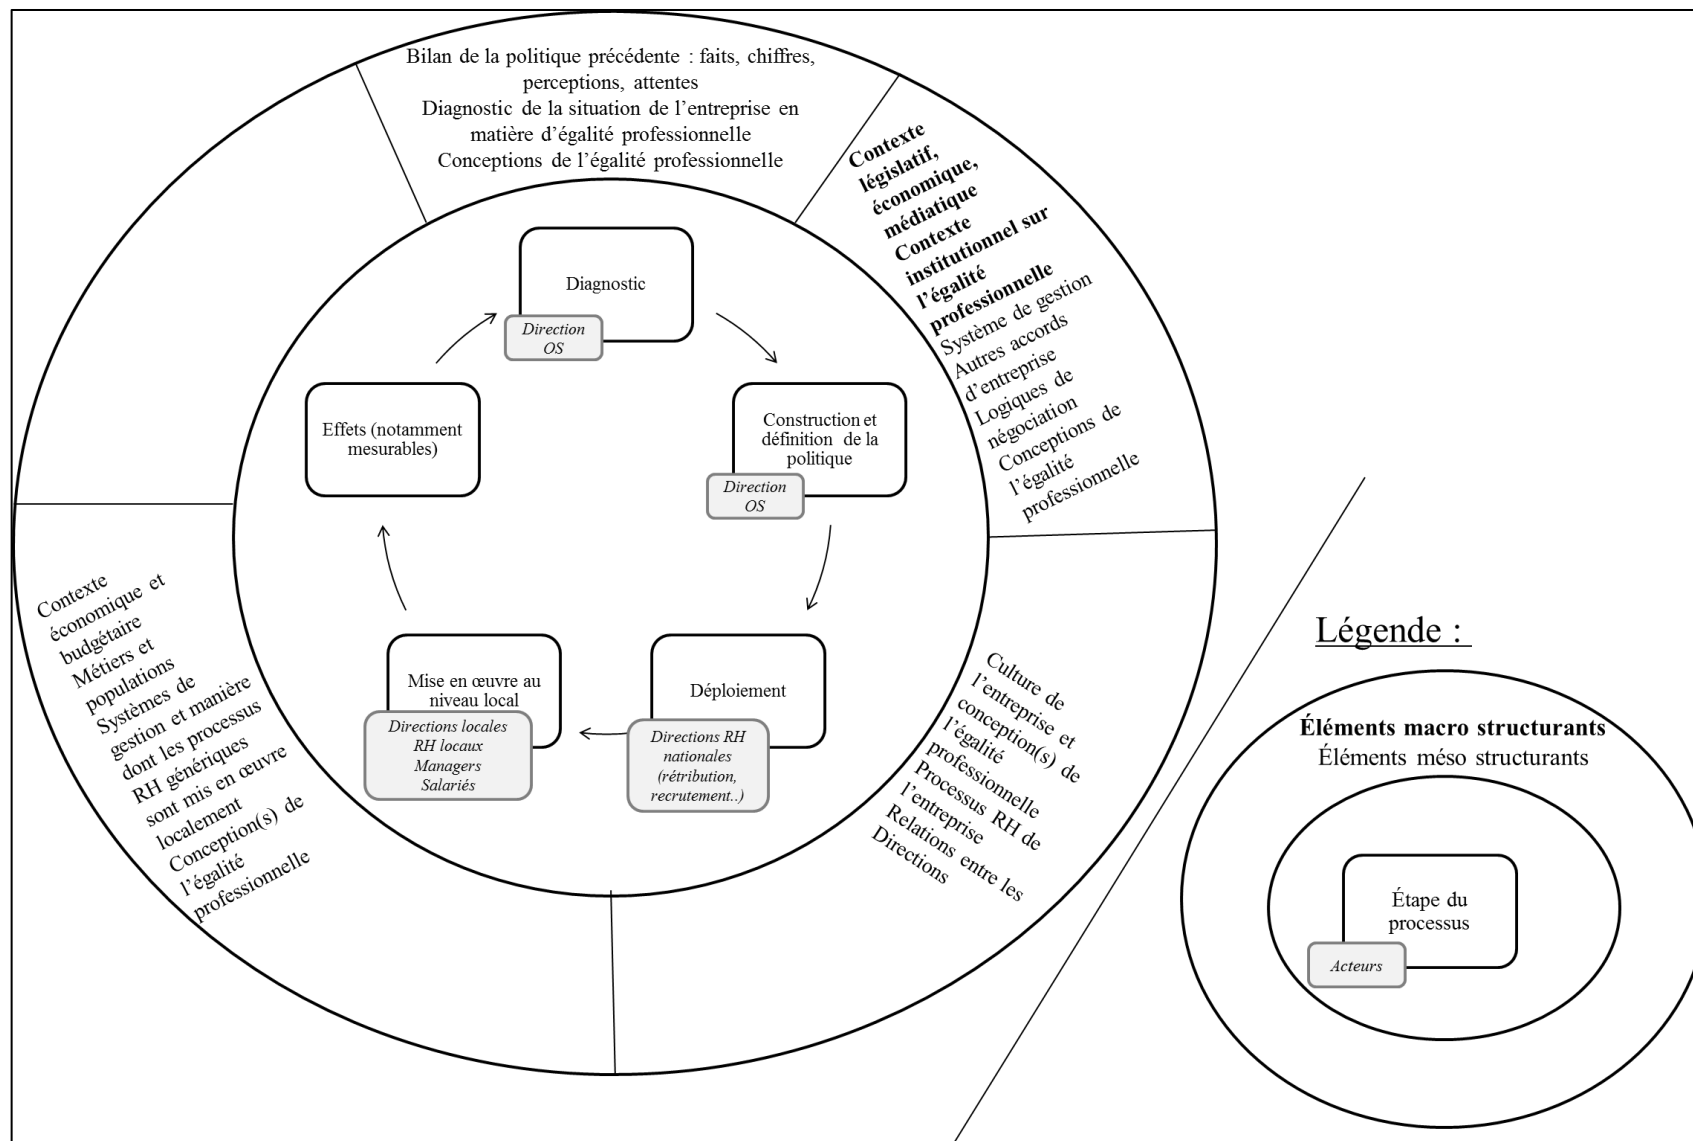 Bilan de la politique précédente : faits, chiffres,
perceptions, attentes
Diagnostic de la situation de l’entreprise en
matière d’égalité professionnelle
Conceptions de l’égalité professionnelle
Contexte
législatif,
économique,
médiatique
Contexte
institutionnel sur
l’égalité
professionnelle
Système de gestion
Autres accords
d’entreprise
Logiques de
négociation
Conceptions de
l’égalité
professionnelle
Diagnostic
Direction
OS
Construction et
définition de la
politique
Direction
OS
Effets (notamment
mesurables)
Mise en œuvre au
niveau local
Directions locales
RH locaux
Managers
Salariés
Déploiement
Directions RH
nationales
(rétribution,
recrutement..)
Contexte
économique et
budgétaire
Métiers et
populations
Systèmes de
gestion et manière
dont les processus
RH génériques
sont mis en œuvre
localement
Conception(s) de
l’égalité
professionnelle
Culture de
l’entreprise et
conception(s) de
l’égalité
professionnelle
Processus RH de
l’entreprise
Relations entre les
Directions
Légende :
Éléments macro structurants
Éléments méso structurants
Étape du
processus
Acteurs